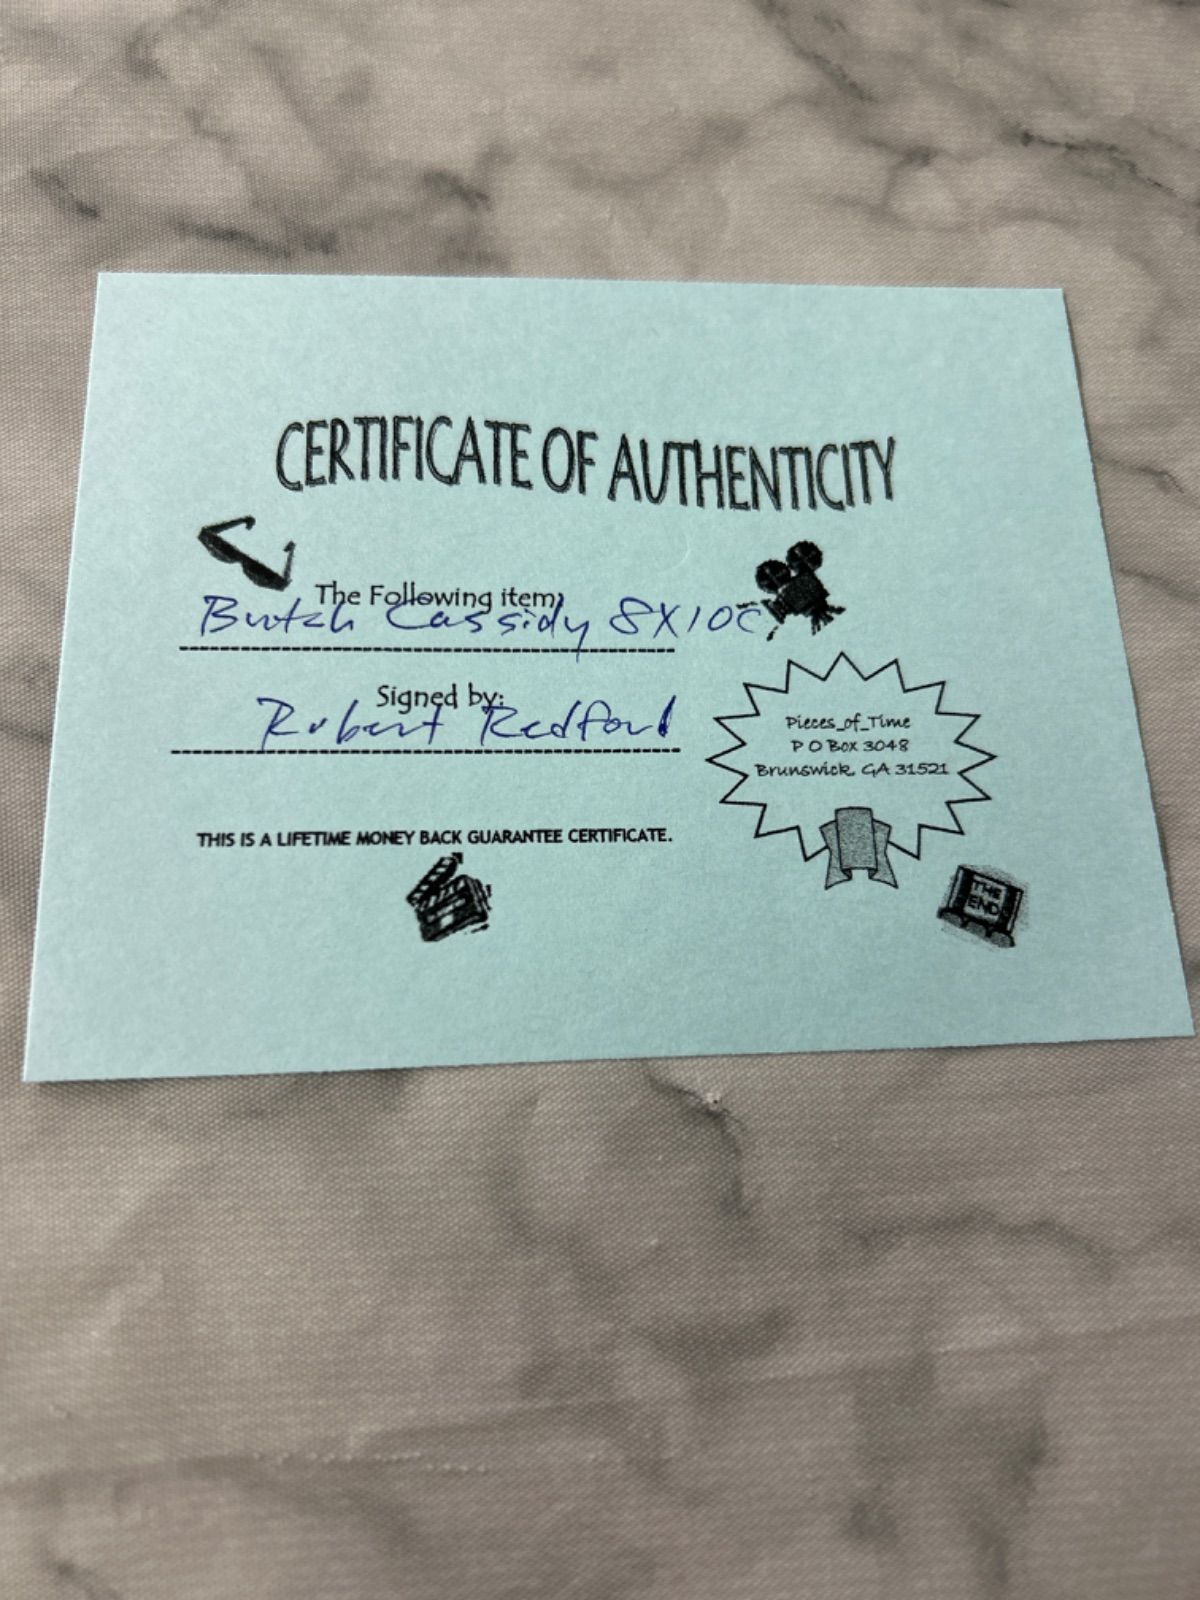 CERTIFICATE OF AUTHENTICITY
The Following item:
Butch Cassidy 8X10C
Signed by:
Robert Redford
Pieces_of_Time
P O Box 3048
Brunswick, GA 31521
THIS IS A LIFETIME MONEY BACK GUARANTEE CERTIFICATE.
THE
END